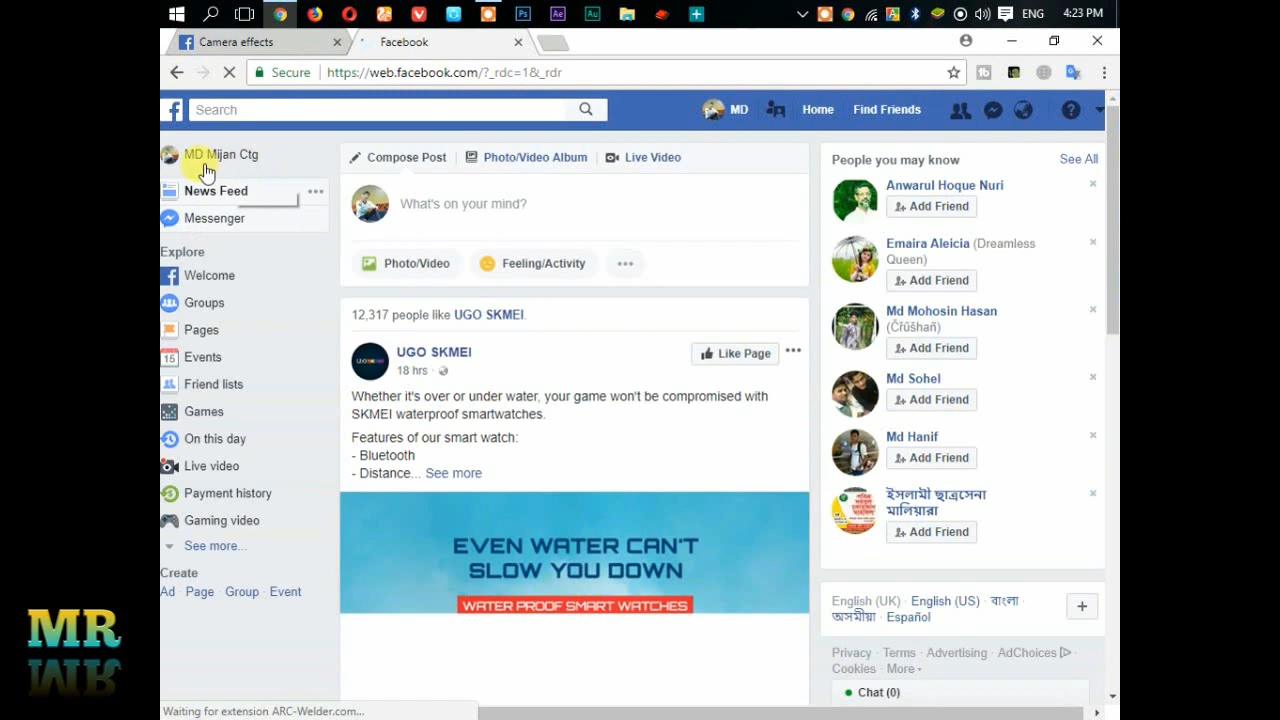 ENG 4:23 PM
Camera effects
Facebook
Secure https://web.facebook.com/?_rdc=1&_rdr
Search
MD Home Find Friends
MD Mijan Ctg
News Feed
Messenger
Explore
Welcome
Groups
Pages
15 Events
Friend lists
Games
On this day
Live video
Payment history
Gaming video
See more...
Create
Ad · Page · Group · Event
Compose Post Photo/Video Album Live Video
What's on your mind?
Photo/Video Feeling/Activity
12,317 people like UGO SKMEI.
UGO SKMEI
18 hrs ·
Like Page
Whether it's over or under water, your game won't be compromised with
SKMEI waterproof smartwatches.
Features of our smart watch:
- Bluetooth
- Distance... See more
EVEN WATER CAN'T
SLOW YOU DOWN
WATER PROOF SMART WATCHES
People you may know See All
Anwarul Hoque Nuri
Add Friend
Emaira Aleicia (Dreamless
Queen)
Add Friend
Md Mohosin Hasan
(Čřűšhañ)
Add Friend
Md Sohel
Add Friend
Md Hanif
Add Friend
ইসলামী ছাত্রসেনা
মালিয়ারা
Add Friend
English (UK) · English (US) · বাংলা ·
অসমীয়া · Español
Privacy · Terms · Advertising · AdChoices ·
Cookies · More
Chat (0)
Waiting for extension ARC-Welder.com...
MR